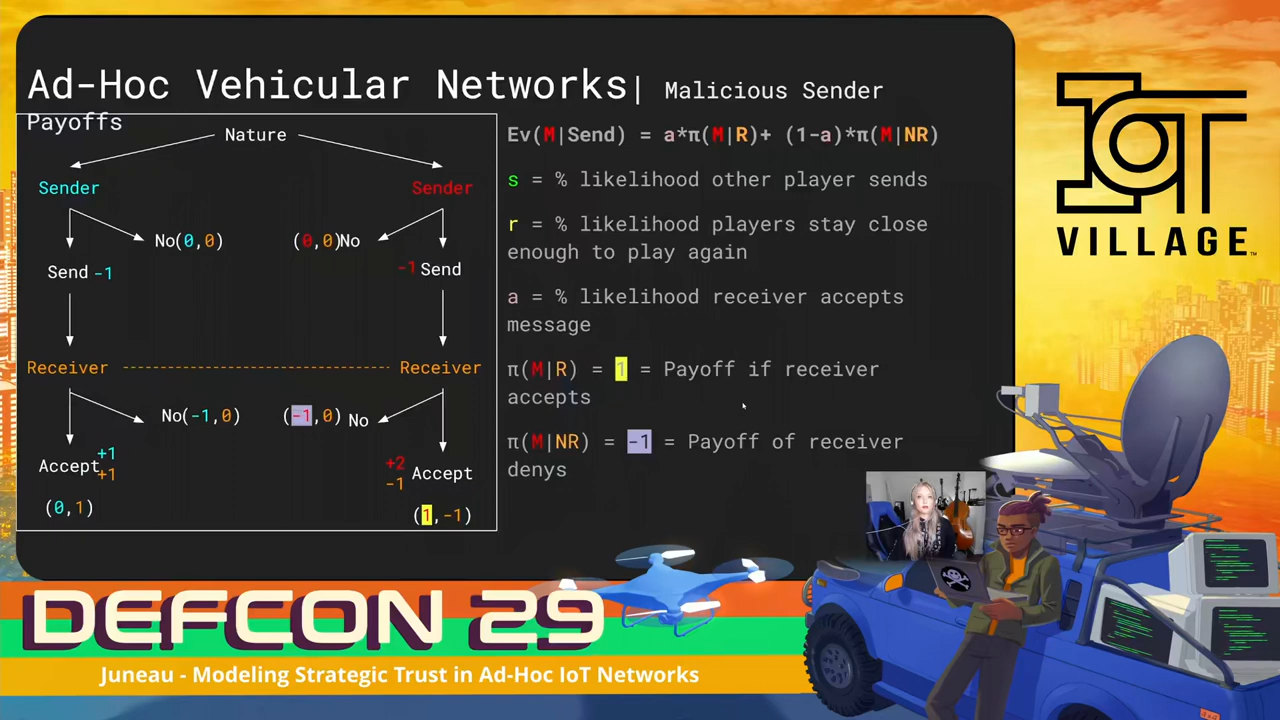 Ad-Hoc Vehicular Networks| Malicious Sender
Payoffs
Nature
Sender
Sender
No(0,0)
(0,0)No
Send -1
-1 Send
Receiver
Receiver
No(-1,0)
(-1,0) No
Accept
+1
+1
+2
-1
Accept
(0,1)
(1,-1)
Ev(M|Send) = a*π(M|R)+ (1-a)*π(M|NR)
s = % likelihood other player sends
r = % likelihood players stay close
enough to play again
a = % likelihood receiver accepts
message
π(M|R) = 1 = Payoff if receiver
accepts
π(M|NR) = -1 = Payoff of receiver
denys
IOT
VILLAGE™
DEFCON 29
Juneau - Modeling Strategic Trust in Ad-Hoc IoT Networks